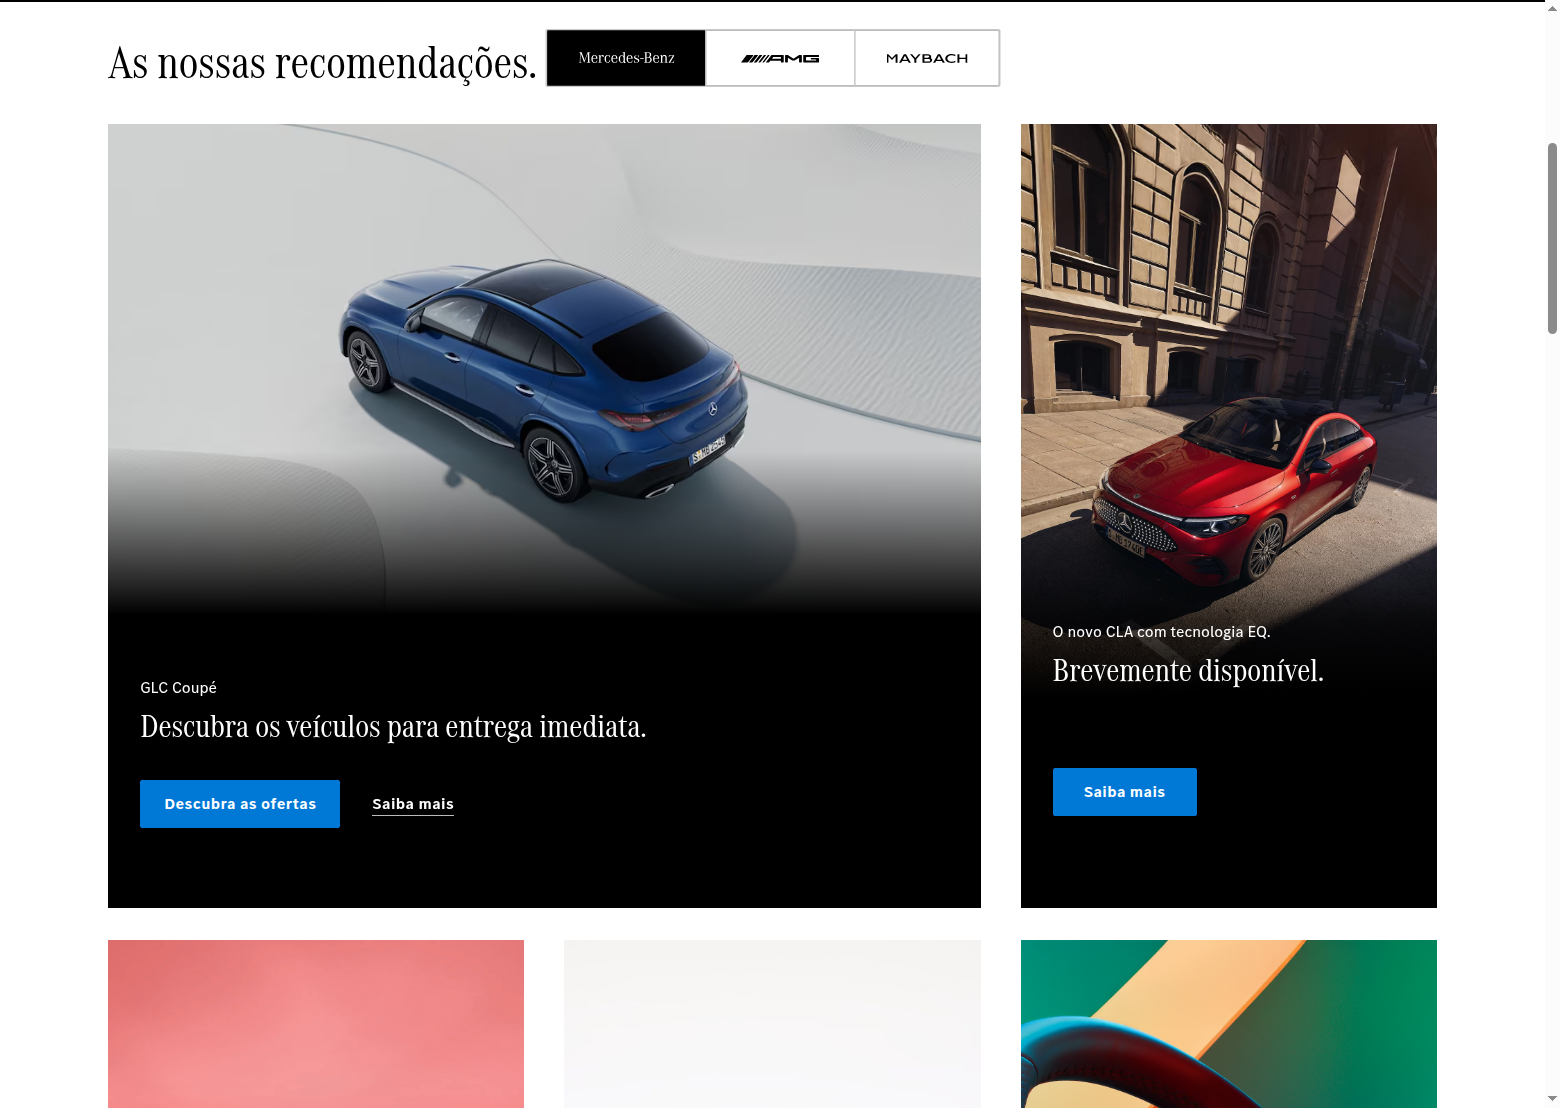 As nossas recomendações.
Mercedes-Benz
AMG
MAYBACH
GLC Coupé
Descubra os veículos para entrega imediata.
Descubra as ofertas
Saiba mais
O novo CLA com tecnologia EQ.
Brevemente disponível.
Saiba mais